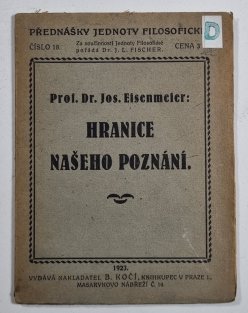 PŘEDNÁŠKY JEDNOTY FILOSOFICKÉ
D
ČÍSLO 10.
Za součinnosti Jednoty Filosofické
pořádá Dr. J. L. FISCHER.
CENA
Prof. Dr. Jos. Eisenmeier:
HRANICE
NAŠEHO POZNÁNÍ.
1923.
VYDÁVÁ NAKLADATEL B. KOČÍ, KNIHKUPEC V PRAZE I.,
MASARYKOVO NÁBŘEŽÍ Č. 14.